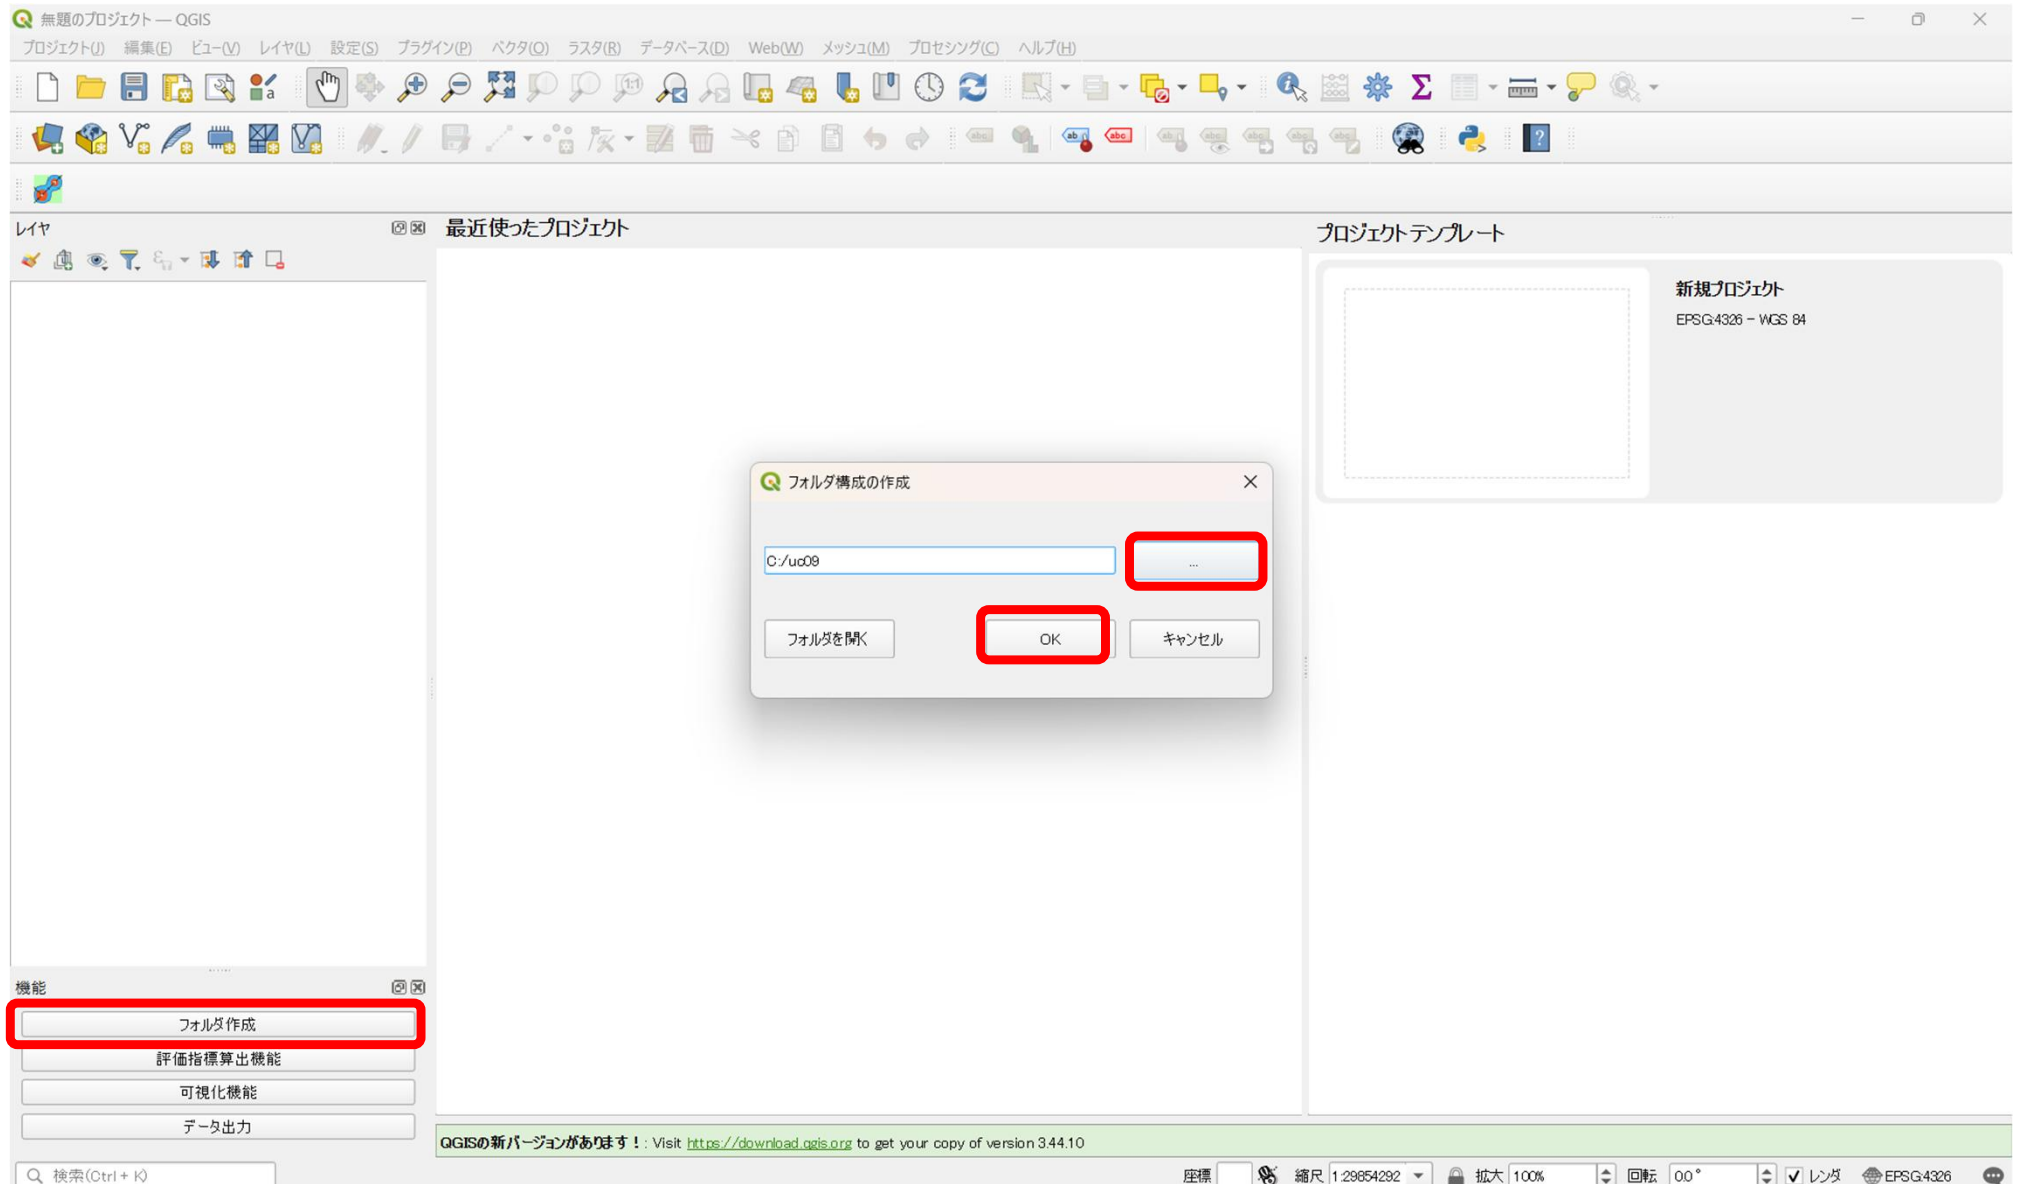 無題のプロジェクト — QGIS
プロジェクト(J) 編集(E) ビュー(V) レイヤ(L) 設定(S) プラグイン(P) ベクタ(O) ラスタ(R) データベース(D) Web(W) メッシュ(M) プロセシング(C) ヘルプ(H)
レイヤ
最近使ったプロジェクト
プロジェクト テンプレート
新規プロジェクト
EPSG:4326 - WGS 84
フォルダ構成の作成
C:/uc09
...
フォルダを開く
OK
キャンセル
機能
フォルダ作成
評価指標算出機能
可視化機能
データ出力
QGISの新バージョンがあります！: Visit https://download.qgis.org to get your copy of version 3.44.10
検索(Ctrl + K)
座標 縮尺 1:29854292 拡大 100% 回転 0.0 ° レンダ EPSG:4326